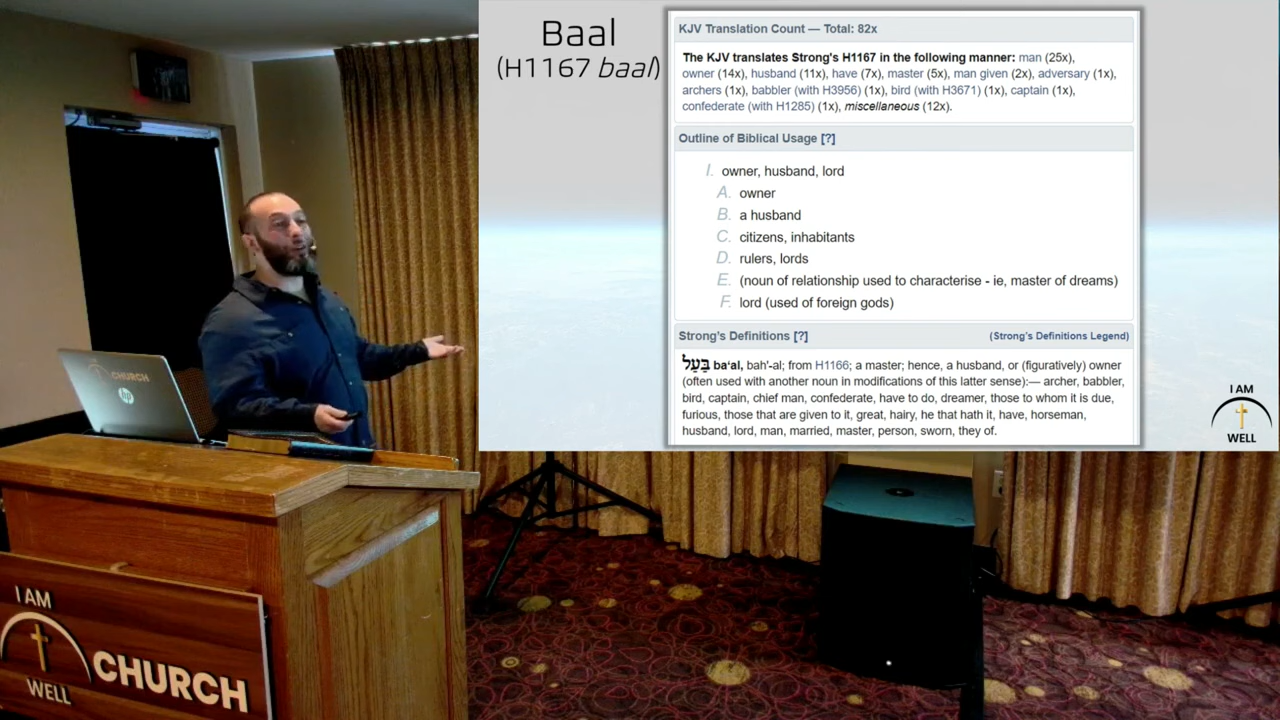 Baal
(H1167 baal)
KJV Translation Count — Total: 82x
The KJV translates Strong's H1167 in the following manner: man (25x),
owner (14x), husband (11x), have (7x), master (5x), man given (2x), adversary (1x),
archers (1x), babbler (with H3956) (1x), bird (with H3671) (1x), captain (1x),
confederate (with H1285) (1x), miscellaneous (12x).
Outline of Biblical Usage [?]
I. owner, husband, lord
A. owner
B. a husband
C. citizens, inhabitants
D. rulers, lords
E. (noun of relationship used to characterise - ie, master of dreams)
F. lord (used of foreign gods)
Strong's Definitions [?] (Strong's Definitions Legend)
בַּעַל baʻal, bah'-al; from H1166; a master; hence, a husband, or (figuratively) owner
(often used with another noun in modifications of this latter sense):— archer, babbler,
bird, captain, chief man, confederate, have to do, dreamer, those to whom it is due,
furious, those that are given to it, great, hairy, he that hath it, have, horseman,
husband, lord, man, married, master, person, sworn, they of.
I AM
WELL
CHURCH
hp
I AM
WELL
CHURCH